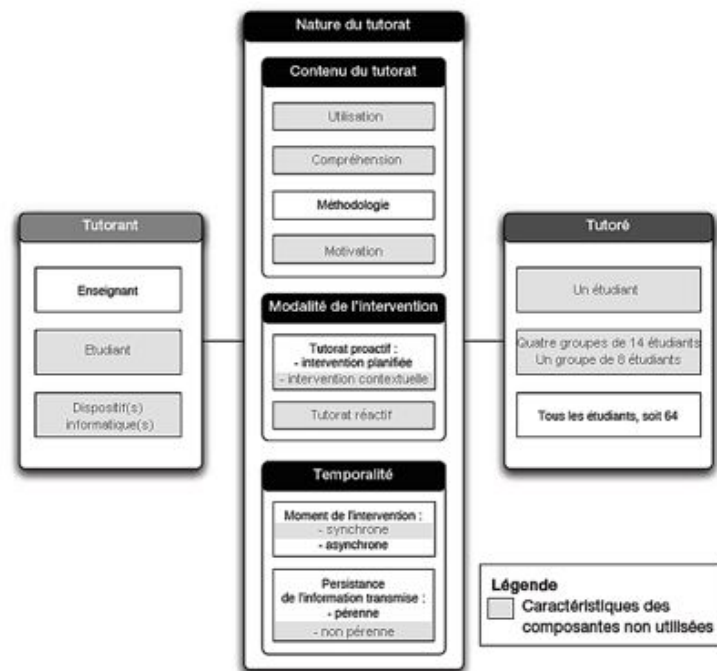 Nature du tutorat
Contenu du tutorat
Utilisation
Compréhension
Méthodologie
Motivation
Tutorant
Enseignant
Etudiant
Dispositif(s)
informatique(s)
Modalité de l'intervention
Tutorat proactif :
- intervention planifiée
- intervention contextuelle
Tutorat réactif
Temporalité
Moment de l'intervention :
- synchrone
- asynchrone
Persistance
de l'information transmise :
- pérenne
- non pérenne
Tutoré
Un étudiant
Quatre groupes de 14 étudiants
Un groupe de 8 étudiants
Tous les étudiants, soit 64
Légende
Caractéristiques des
composantes non utilisées